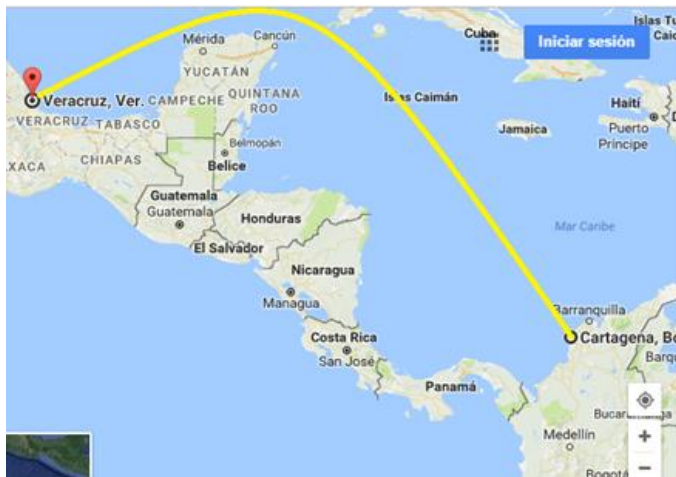 Islas Tu
Caic
Cuba
Iniciar sesión
Mérida
Cancún
YUCATÁN
Veracruz, Ver.
CAMPECHE
QUINTANA
ROO
Islas Caimán
Haití
VERACRUZ
TABASCO
Jamaica
Puerto
Príncipe
AXACA
CHIAPAS
Belmopán
Belice
Guatemala
Guatemala
Honduras
Mar Caribe
El Salvador
Nicaragua
Managua
Barranquilla
Costa Rica
San José
Cartagena, Bo
Barqu
Panamá
Bucaramanga
Medellín
Bogotá